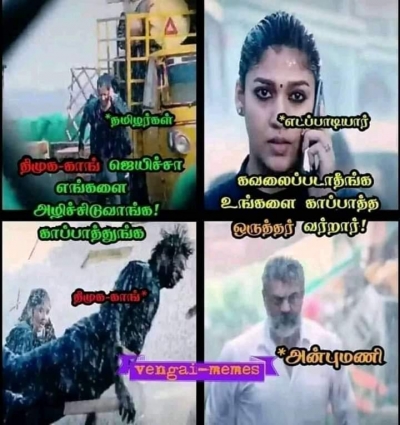 *தமிழர்கள்
திமுக-காங் ஜெயிச்சா
எங்களை
அழிச்சிடுவாங்க!
காப்பாத்துங்க
*எடப்பாடியார்
கவலைப்படாதீங்க
உங்களை காப்பாத்த
ஒருத்தர் வர்றார்!
திமுக-காங்*
*அன்புமணி
vengai-memes